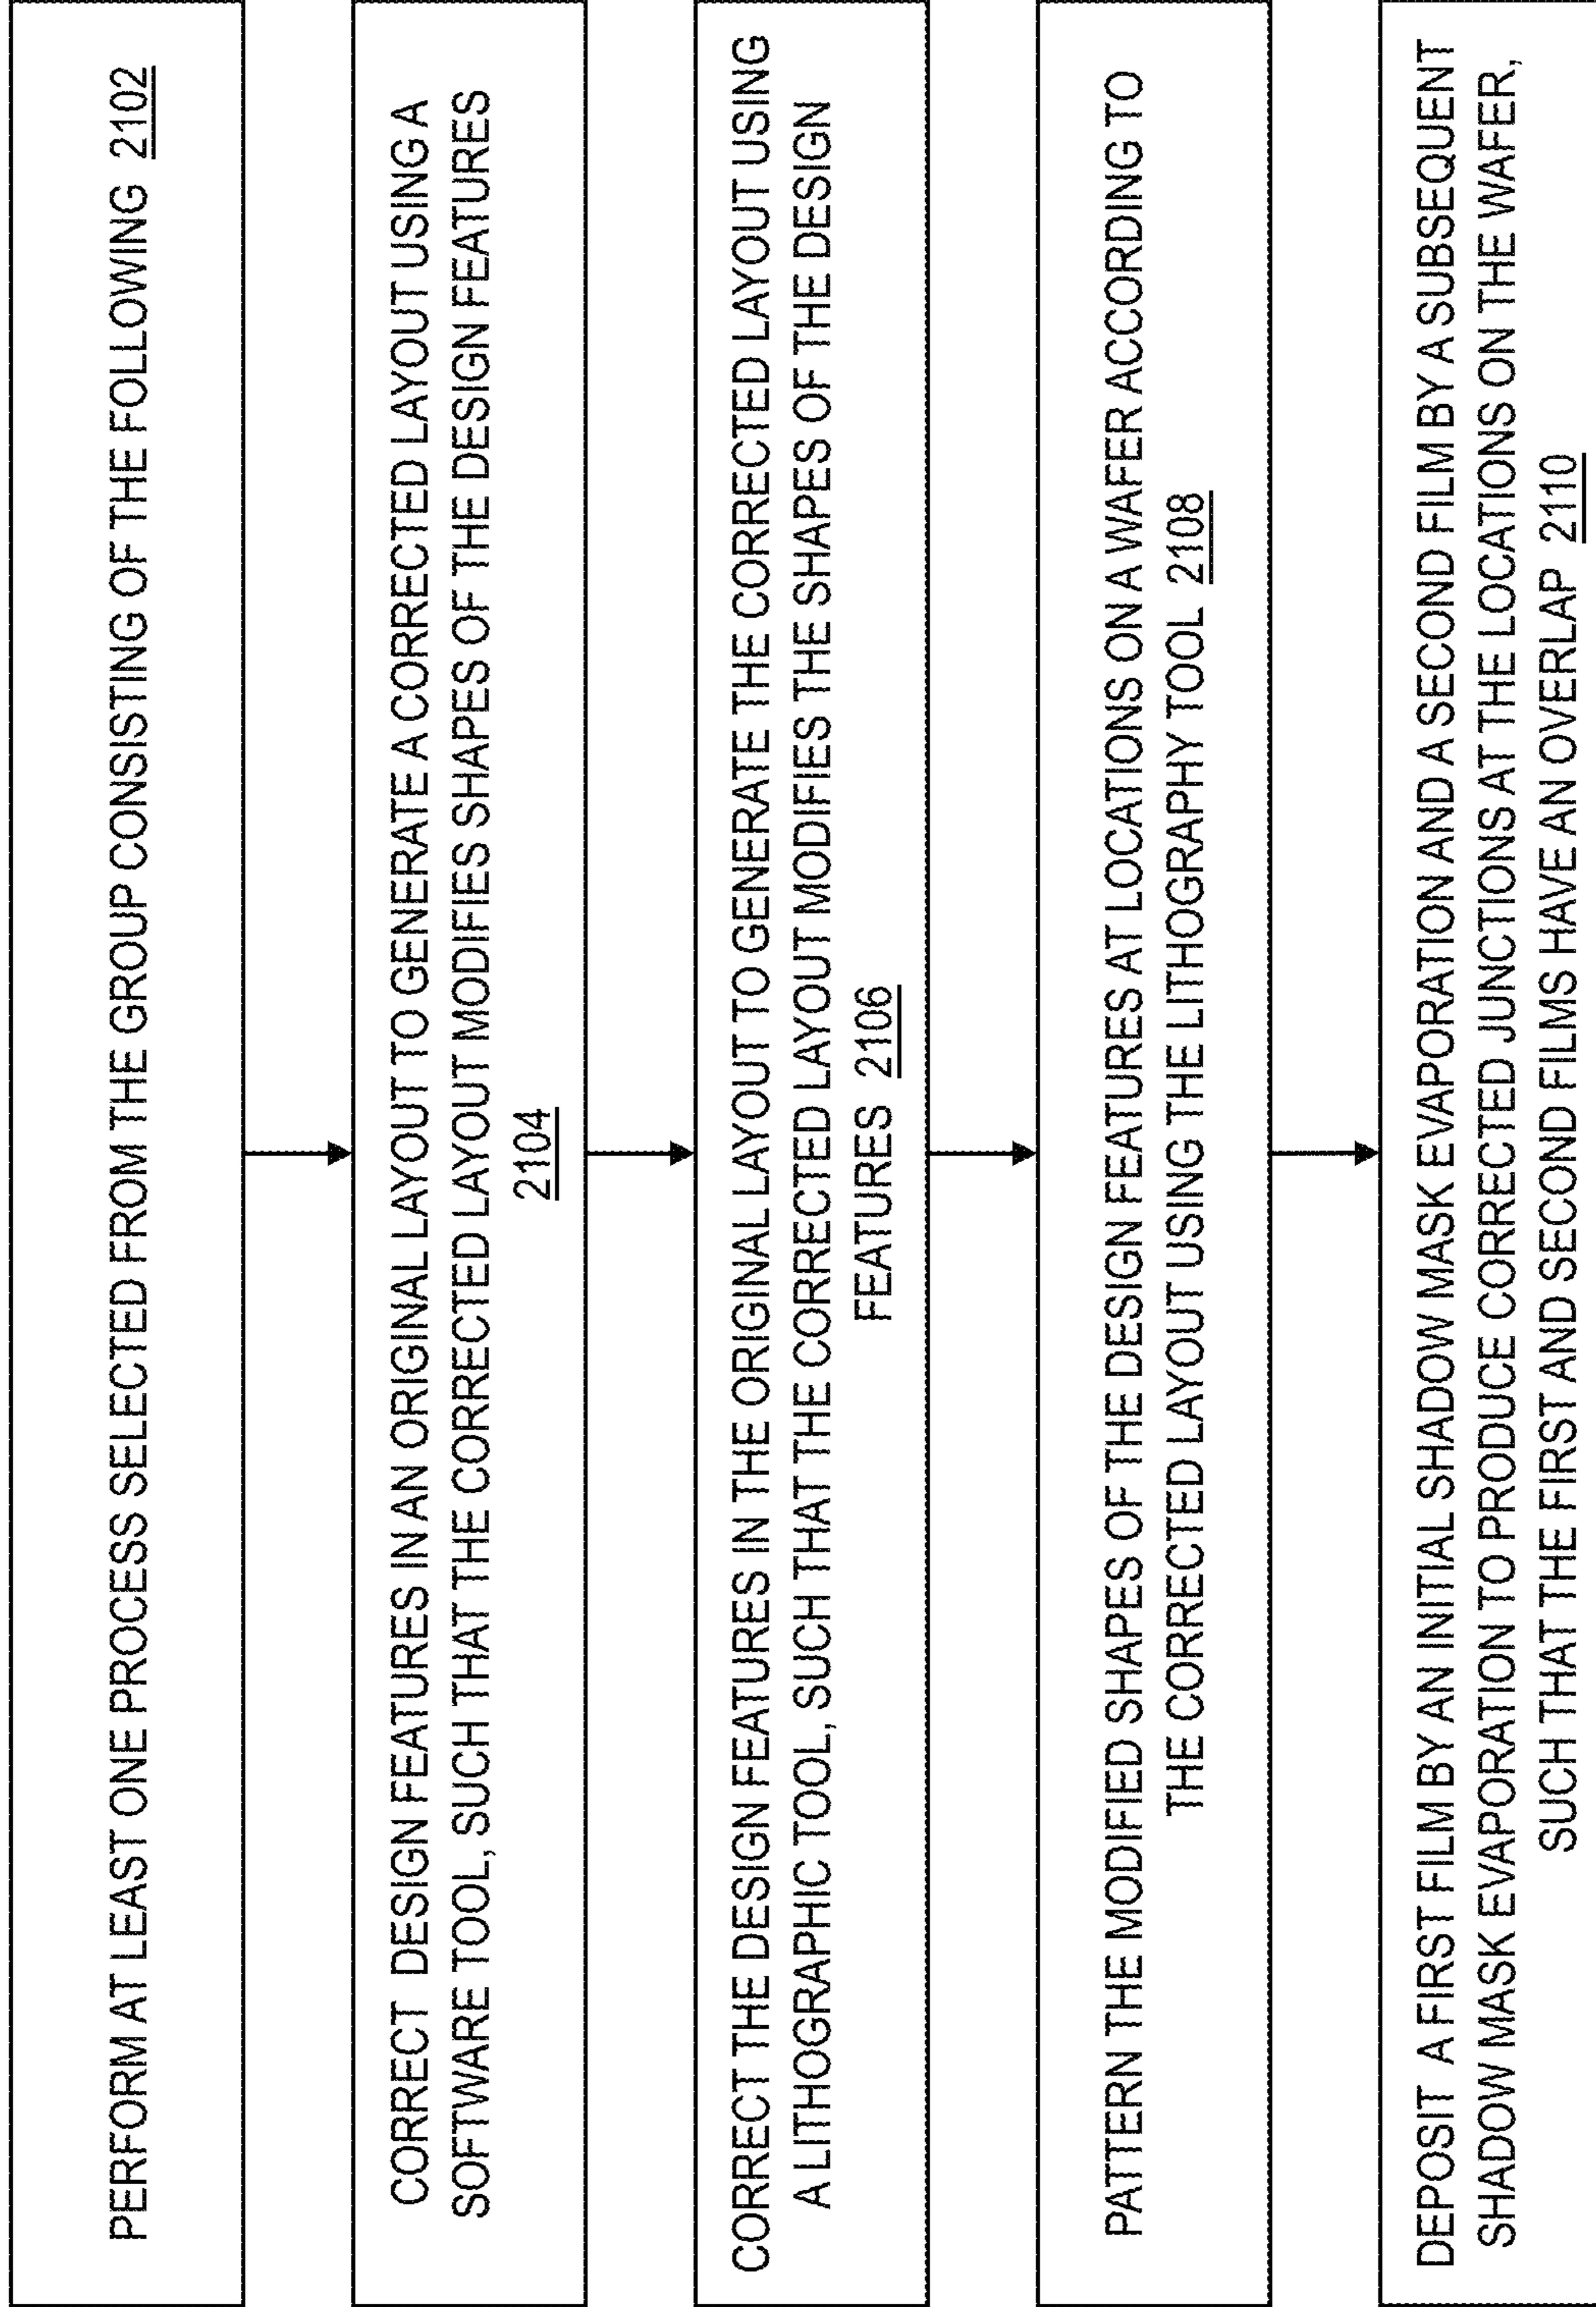 PERFORM AT LEAST ONE PROCESS SELECTED FROM THE GROUP CONSISTING OF THE FOLLOWING 2102
CORRECT DESIGN FEATURES IN AN ORIGINAL LAYOUT TO GENERATE A CORRECTED LAYOUT USING A
SOFTWARE TOOL, SUCH THAT THE CORRECTED LAYOUT MODIFIES SHAPES OF THE DESIGN FEATURES
2104
CORRECT THE DESIGN FEATURES IN THE ORIGINAL LAYOUT TO GENERATE THE CORRECTED LAYOUT USING
A LITHOGRAPHIC TOOL, SUCH THAT THE CORRECTED LAYOUT MODIFIES THE SHAPES OF THE DESIGN
FEATURES 2106
PATTERN THE MODIFIED SHAPES OF THE DESIGN FEATURES AT LOCATIONS ON A WAFER ACCORDING TO
THE CORRECTED LAYOUT USING THE LITHOGRAPHY TOOL 2108
DEPOSIT A FIRST FILM BY AN INITIAL SHADOW MASK EVAPORATION AND A SECOND FILM BY A SUBSEQUENT
SHADOW MASK EVAPORATION TO PRODUCE CORRECTED JUNCTIONS AT THE LOCATIONS ON THE WAFER,
SUCH THAT THE FIRST AND SECOND FILMS HAVE AN OVERLAP 2110